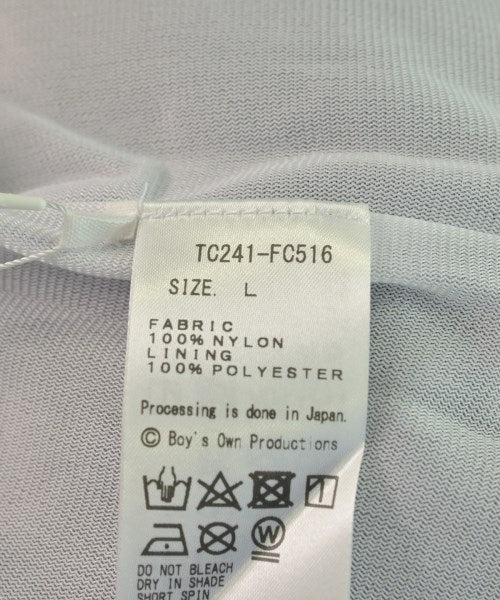 TC241-FC516
SIZE. L
FABRIC
100% NYLON
LINING
100% POLYESTER
Processing is done in Japan.
© Boy's Own Productions
W
DO NOT BLEACH
DRY IN SHADE
SHORT SPIN